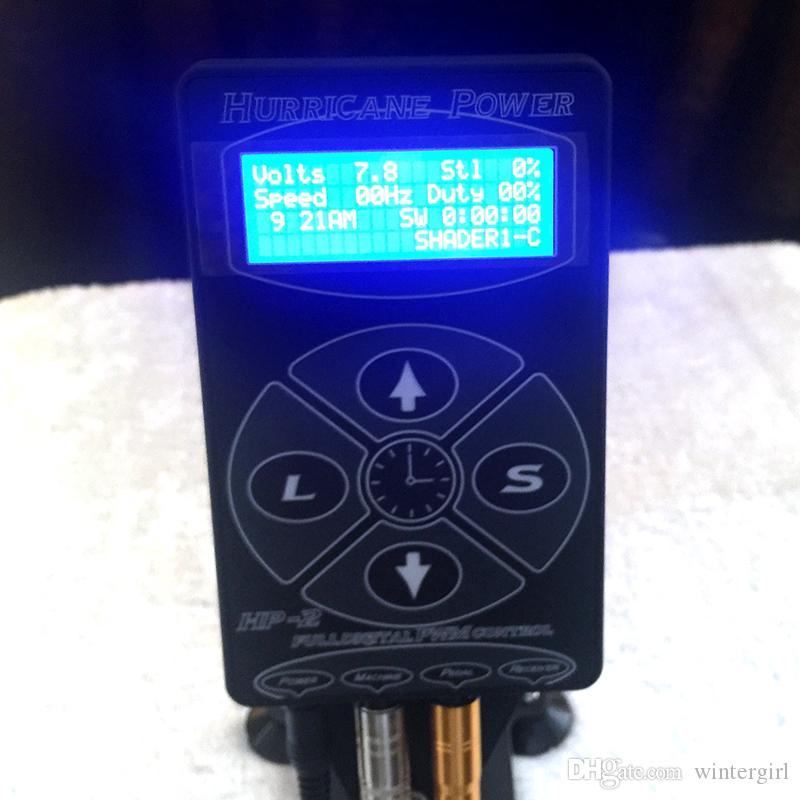 HURRICANE POWER
Volts 7.8 Stl 0%
Speed 00Hz Duty 00%
9 21AM SW 0:00:00
SHADER1-C
L
S
HP-2
FULL DIGITAL PWM CONTROL
POWER MACHINE PEDAL RECEIVER
DHgate.com wintergirl